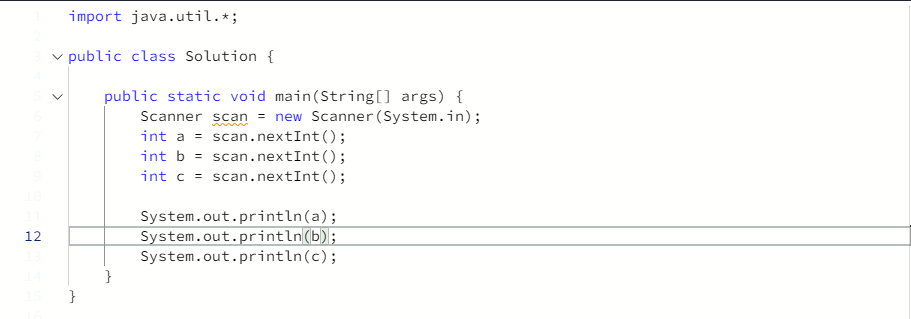 1 import java.util.*;
2
3 public class Solution {
4
5 public static void main(String[] args) {
6 Scanner scan = new Scanner(System.in);
7 int a = scan.nextInt();
8 int b = scan.nextInt();
9 int c = scan.nextInt();
10
11 System.out.println(a);
12 System.out.println(b);
13 System.out.println(c);
14 }
15 }
16